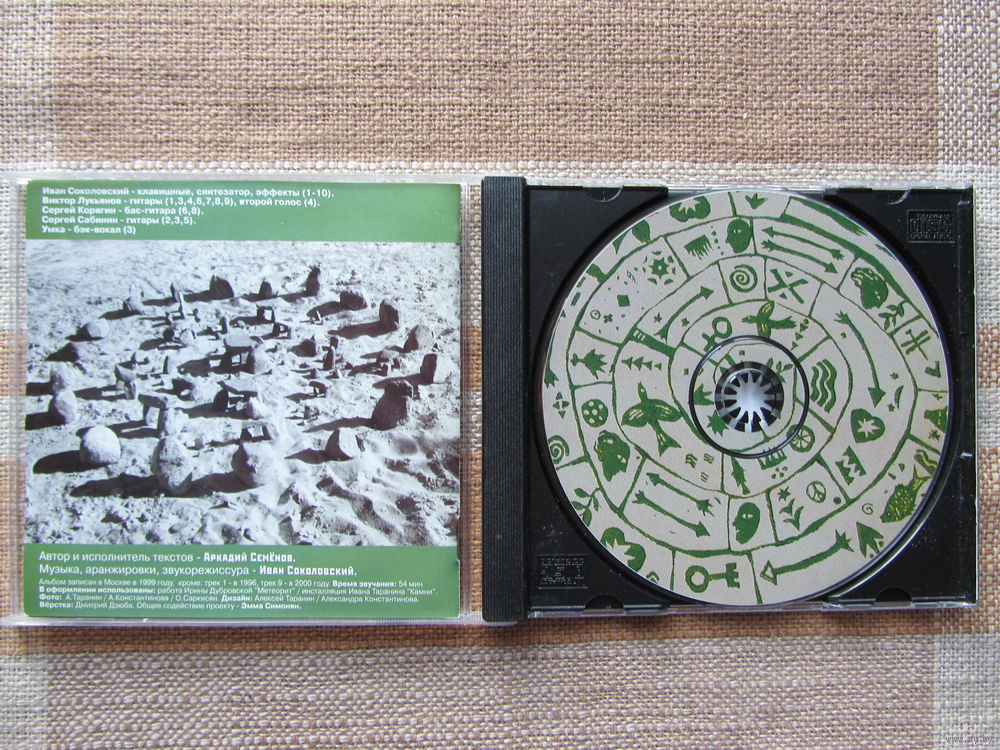 Иван Соколовский - клавишные, синтезатор, эффекты (1-10).
Виктор Лукьянов - гитары (1,3,4,6,7,8,9), второй голос (4).
Сергей Корягин - бас-гитара (6,8).
Сергей Сабинин - гитары (2,3,5).
Умка - бэк-вокал (3)
Автор и исполнитель текстов - Аркадий Семёнов.
Музыка, аранжировки, звукорежиссура - Иван Соколовский.
Альбом записан в Москве в 1999 году, кроме: трек 1 - в 1996, трек 9 - в 2000 году. Время звучания: 54 мин
В оформлении использованы: работа Ирины Дубровской "Метеорит" / инсталляция Ивана Таранина "Камни".
Фото: А.Таранин / А.Константинова / О.Саркисян. Дизайн: Алексей Таранин / Александра Константинова.
Вёрстка: Дмитрий Дзюба. Общее содействие проекту - Эмма Симонян.